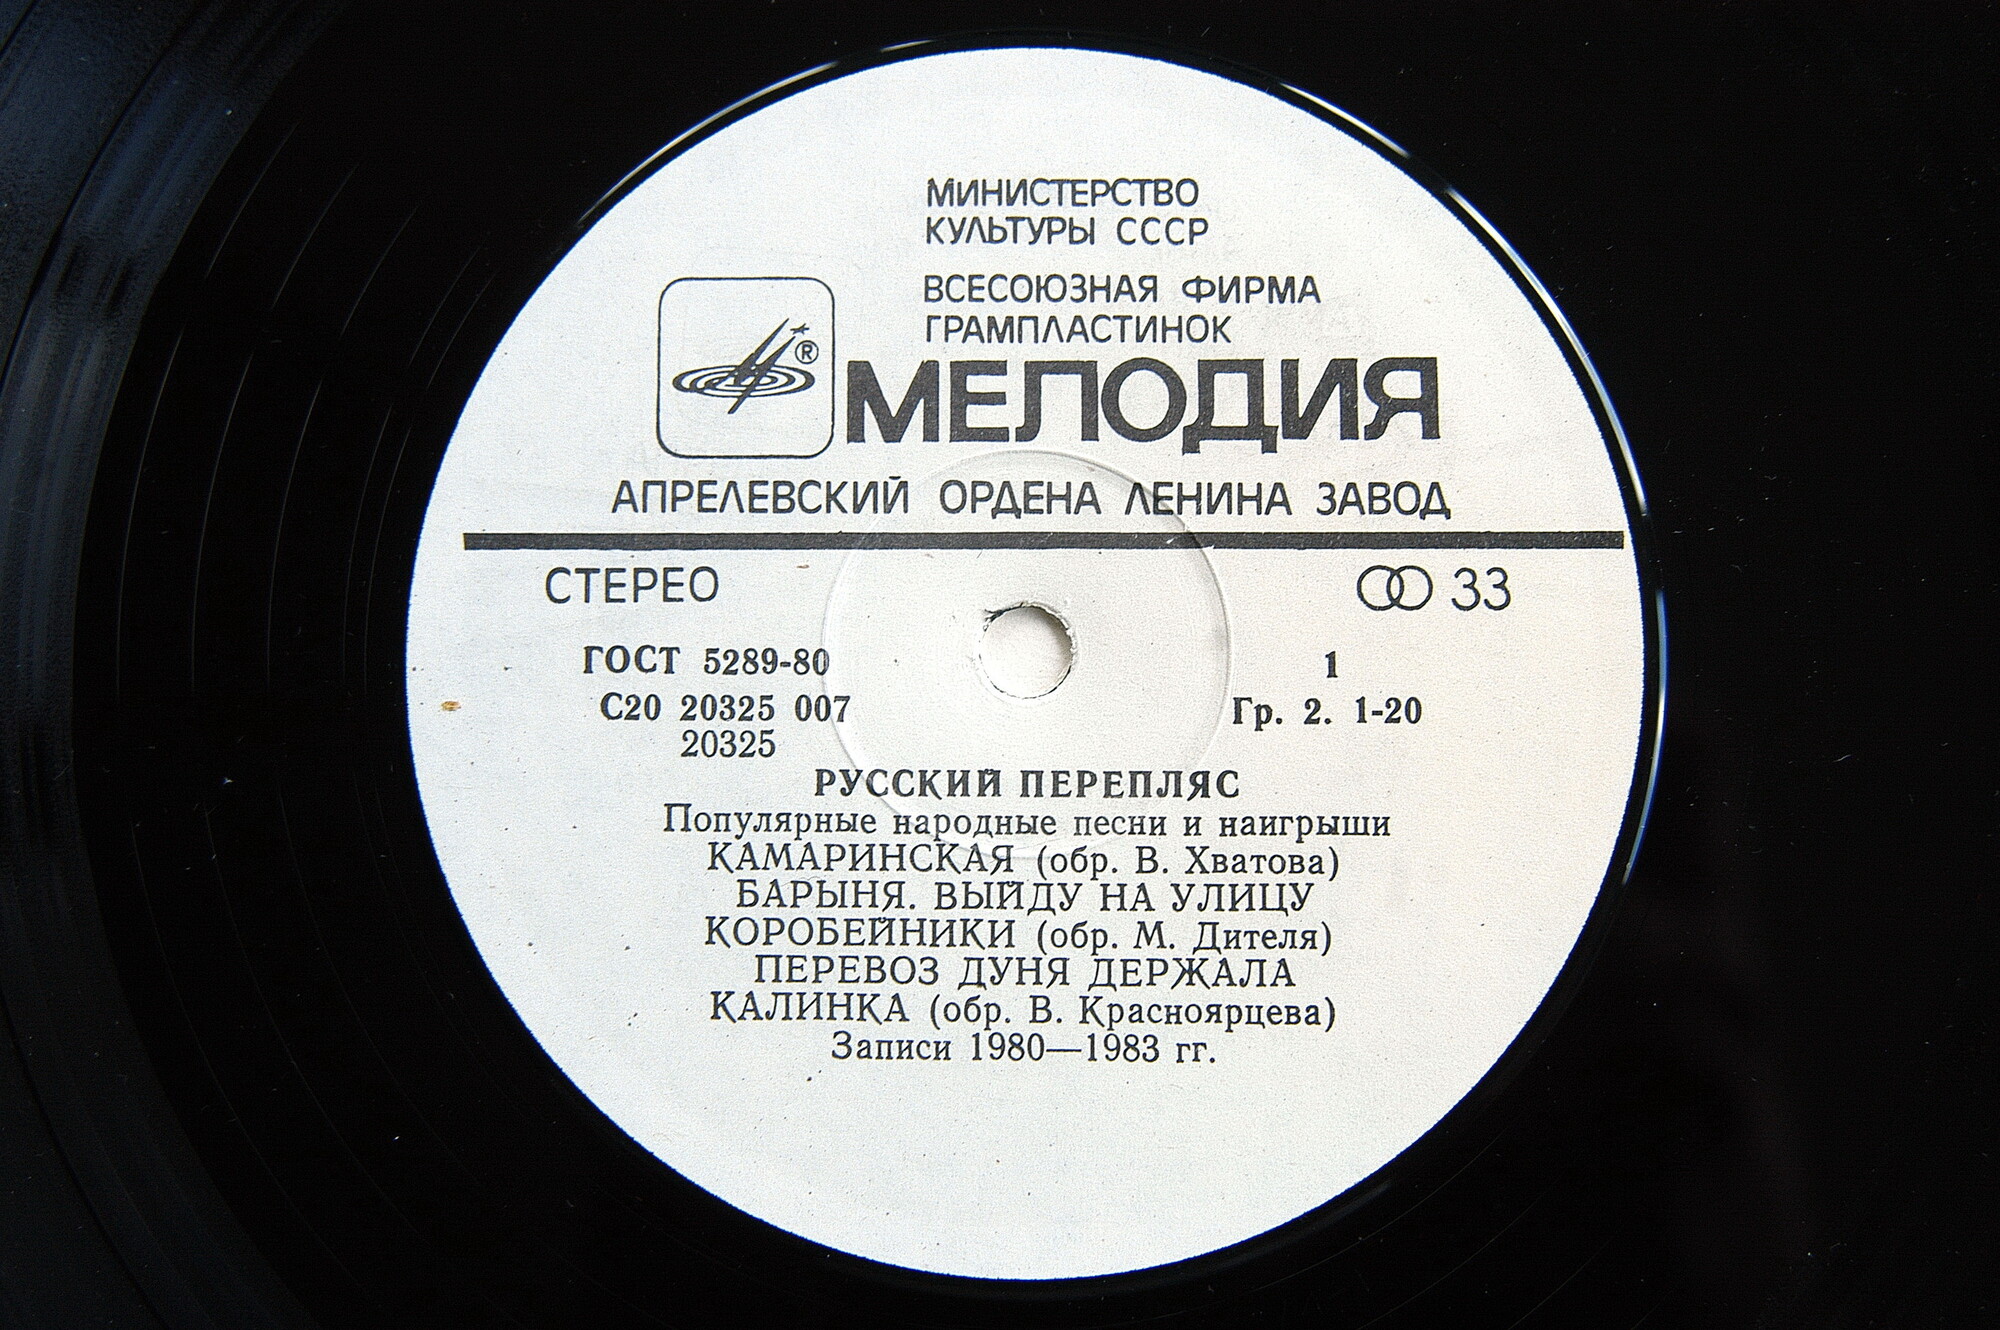 МИНИСТЕРСТВО
КУЛЬТУРЫ СССР
ВСЕСОЮЗНАЯ ФИРМА
ГРАМПЛАСТИНОК
®
МЕЛОДИЯ
АПРЕЛЕВСКИЙ ОРДЕНА ЛЕНИНА ЗАВОД
СТЕРЕО
33
ГОСТ 5289-80
1
С20 20325 007
Гр. 2. 1-20
20325
РУССКИЙ ПЕРЕПЛЯС
Популярные народные песни и наигрыши
КАМАРИНСКАЯ (обр. В. Хватова)
БАРЫНЯ. ВЫЙДУ НА УЛИЦУ
КОРОБЕЙНИКИ (обр. М. Дителя)
ПЕРЕВОЗ ДУНЯ ДЕРЖАЛА
КАЛИНКА (обр. В. Красноярцева)
Записи 1980—1983 гг.